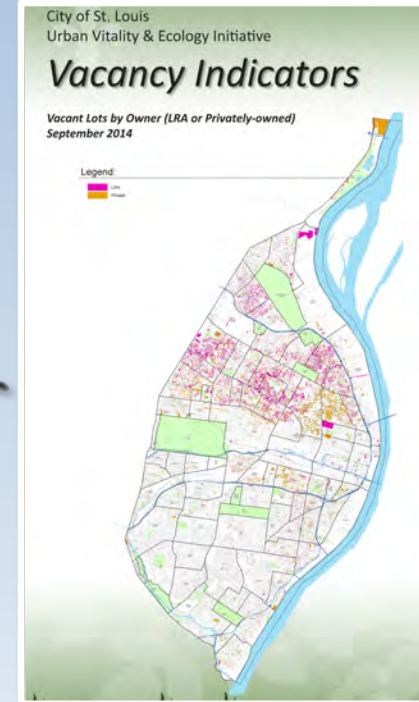 City of St. Louis
Urban Vitality & Ecology Initiative
Vacancy Indicators
Vacant Lots by Owner (LRA or Privately-owned)
September 2014
Legend:
LRA
Private